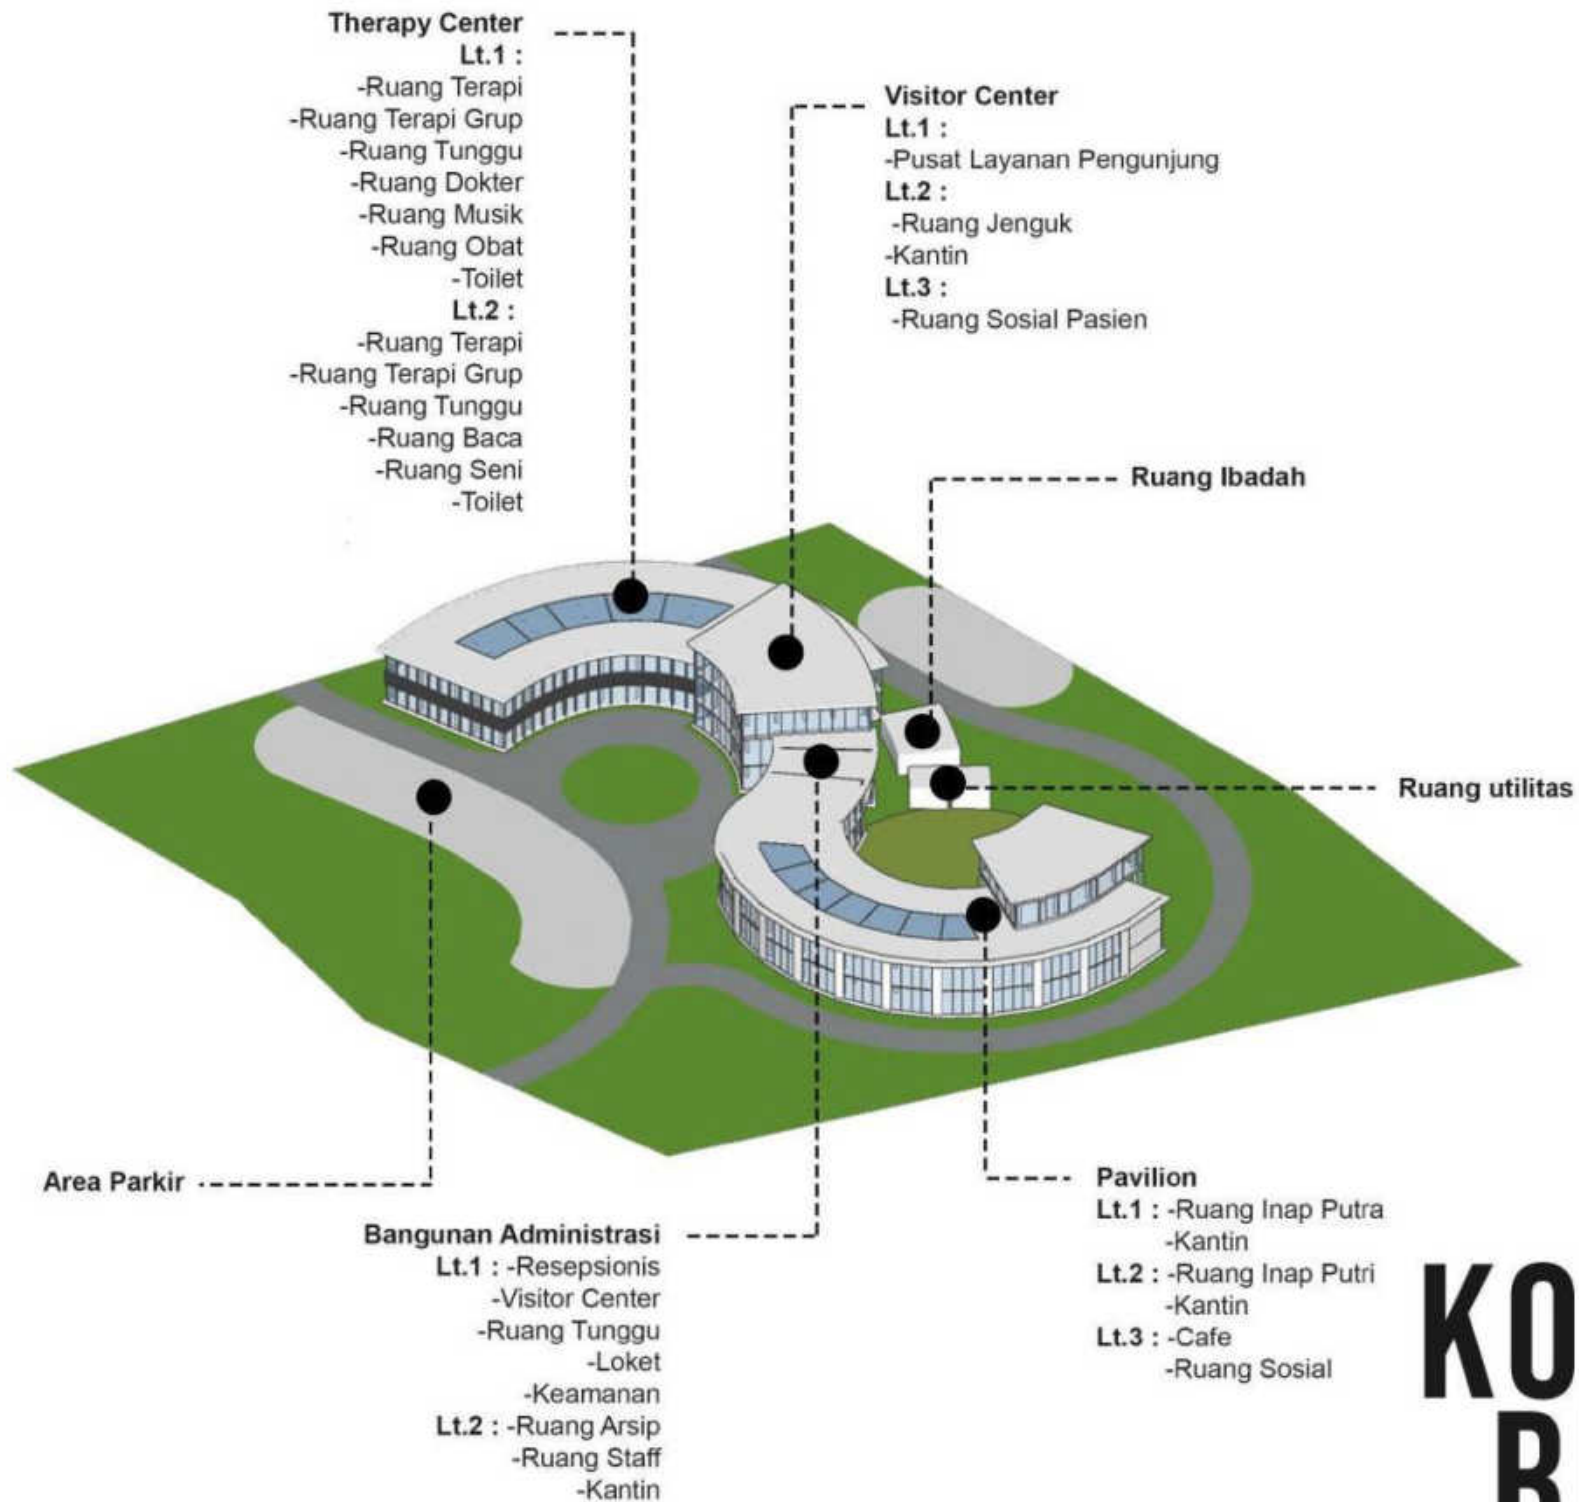 Therapy Center
Lt.1 :
-Ruang Terapi
-Ruang Terapi Grup
-Ruang Tunggu
-Ruang Dokter
-Ruang Musik
-Ruang Obat
-Toilet
Lt.2 :
-Ruang Terapi
-Ruang Terapi Grup
-Ruang Tunggu
-Ruang Baca
-Ruang Seni
-Toilet
Visitor Center
Lt.1 :
-Pusat Layanan Pengunjung
Lt.2 :
-Ruang Jenguk
-Kantin
Lt.3 :
-Ruang Sosial Pasien
Ruang Ibadah
Ruang utilitas
Area Parkir
Bangunan Administrasi
Lt.1 : -Resepsionis
-Visitor Center
-Ruang Tunggu
-Loket
-Keamanan
Lt.2 : -Ruang Arsip
-Ruang Staff
-Kantin
Pavilion
Lt.1 : -Ruang Inap Putra
-Kantin
Lt.2 : -Ruang Inap Putri
-Kantin
Lt.3 : -Cafe
-Ruang Sosial
KO